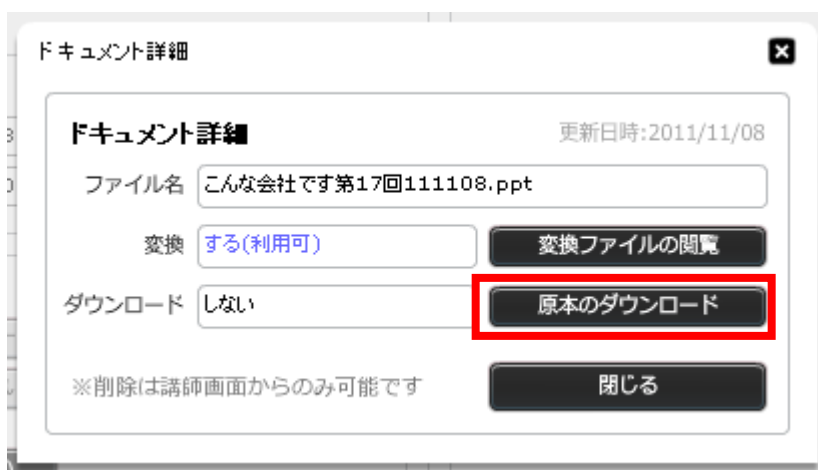 ドキュメント詳細
ドキュメント詳細 更新日時:2011/11/08
ファイル名 こんな会社です第17回111108.ppt
変換 する(利用可) 変換ファイルの閲覧
ダウンロード しない 原本のダウンロード
※削除は講師画面からのみ可能です 閉じる